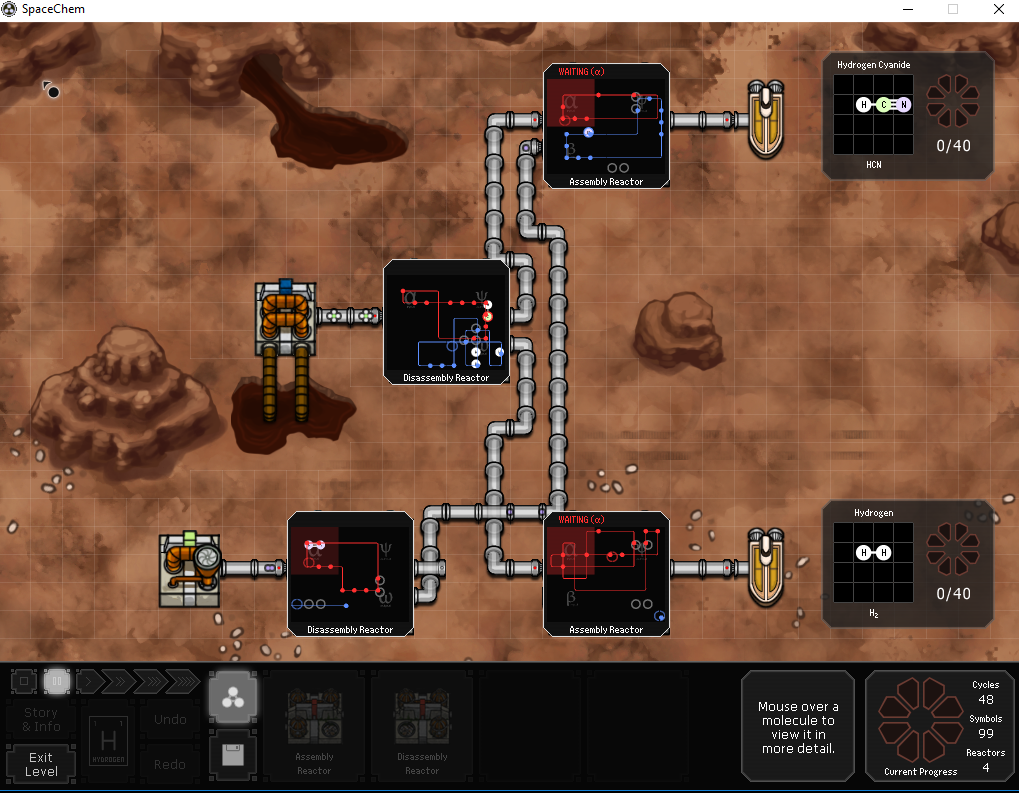 SpaceChem
Hydrogen Cyanide
H C N
0/40
HCN
WAITING (α)
α
β
Assembly Reactor
α
Ψ
ω
Disassembly Reactor
Hydrogen
H H
0/40
H₂
WAITING (α)
α
Ψ
β
Assembly Reactor
α
Ψ
ω
Disassembly Reactor
Story
& Info
Exit
Level
1 1
H
HYDROGEN
Undo
Redo
Assembly
Reactor
Disassembly
Reactor
Mouse over a
molecule to
view it in
more detail.
Cycles
48
Symbols
99
Reactors
4
Current Progress